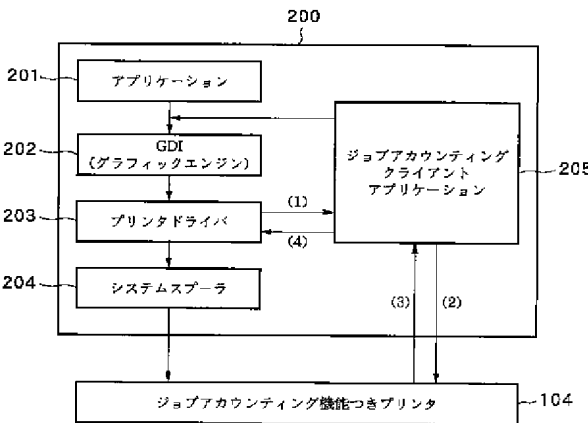 200
201
アプリケーション
202
GDI
(グラフィックエンジン)
203
プリンタドライバ
204
システムスプーラ
ジョブアカウンティング
クライアント
アプリケーション
205
(1)
(4)
(3)
(2)
ジョブアカウンティング機能つきプリンタ
104